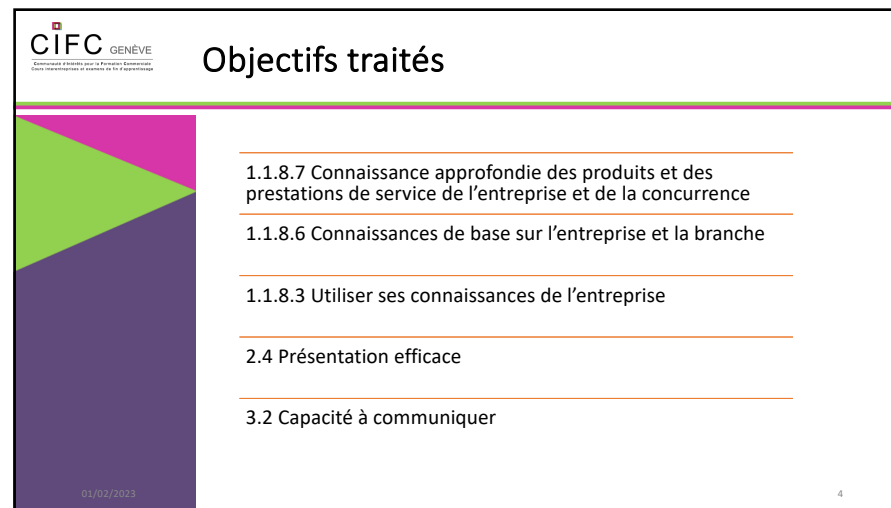 CIFC GENÈVE
Communauté d'Intérêts pour la Formation Commerciale
Cours interentreprises et examens de fin d'apprentissage
Objectifs traités
1.1.8.7 Connaissance approfondie des produits et des
prestations de service de l'entreprise et de la concurrence
1.1.8.6 Connaissances de base sur l'entreprise et la branche
1.1.8.3 Utiliser ses connaissances de l'entreprise
2.4 Présentation efficace
3.2 Capacité à communiquer
01/02/2023
4